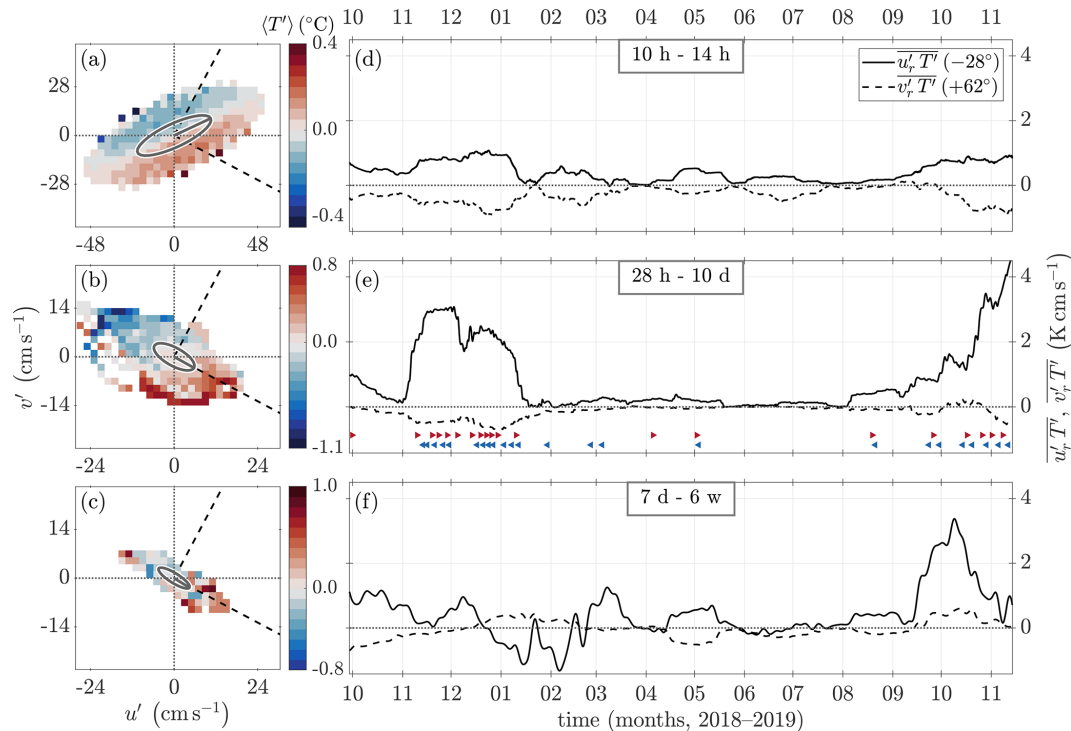 10 11 12 01 02 03 04 05 06 07 08 09 10 11
⟨T′⟩ (°C)
(a)
28
0
-28
-48 0 48
0.4
0.0
-0.4
(d)
10 h - 14 h
u′r T′ (−28°)
v′r T′ (+62°)
4
2
0
(b)
14
0
-14
-24 0 24
0.8
0.0
-1.1
(e)
28 h - 10 d
4
3
2
1
0
(c)
14
0
-14
-24 0 24
1.0
0.0
-0.8
(f)
7 d - 6 w
4
2
0
10 11 12 01 02 03 04 05 06 07 08 09 10 11
v′ (cm s⁻¹)
u′ (cm s⁻¹)
time (months, 2018–2019)
u′r T′, v′r T′ (K cm s⁻¹)